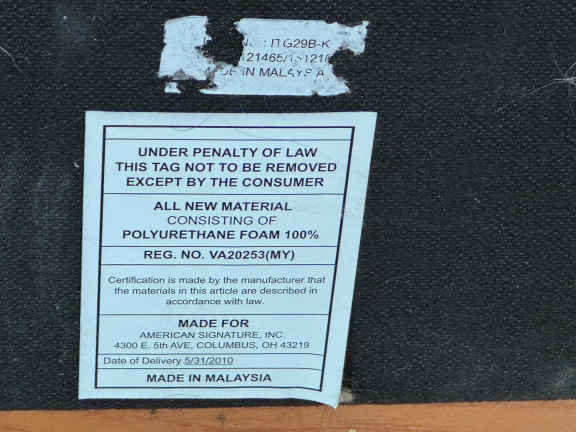 : ITG29B-K
IN MALAYSIA
UNDER PENALTY OF LAW
THIS TAG NOT TO BE REMOVED
EXCEPT BY THE CONSUMER
ALL NEW MATERIAL
CONSISTING OF
POLYURETHANE FOAM 100%
REG. NO. VA20253(MY)
Certification is made by the manufacturer that
the materials in this article are described in
accordance with law.
MADE FOR
AMERICAN SIGNATURE, INC.
4300 E. 5th AVE, COLUMBUS, OH 43219
Date of Delivery 5/31/2010
MADE IN MALAYSIA